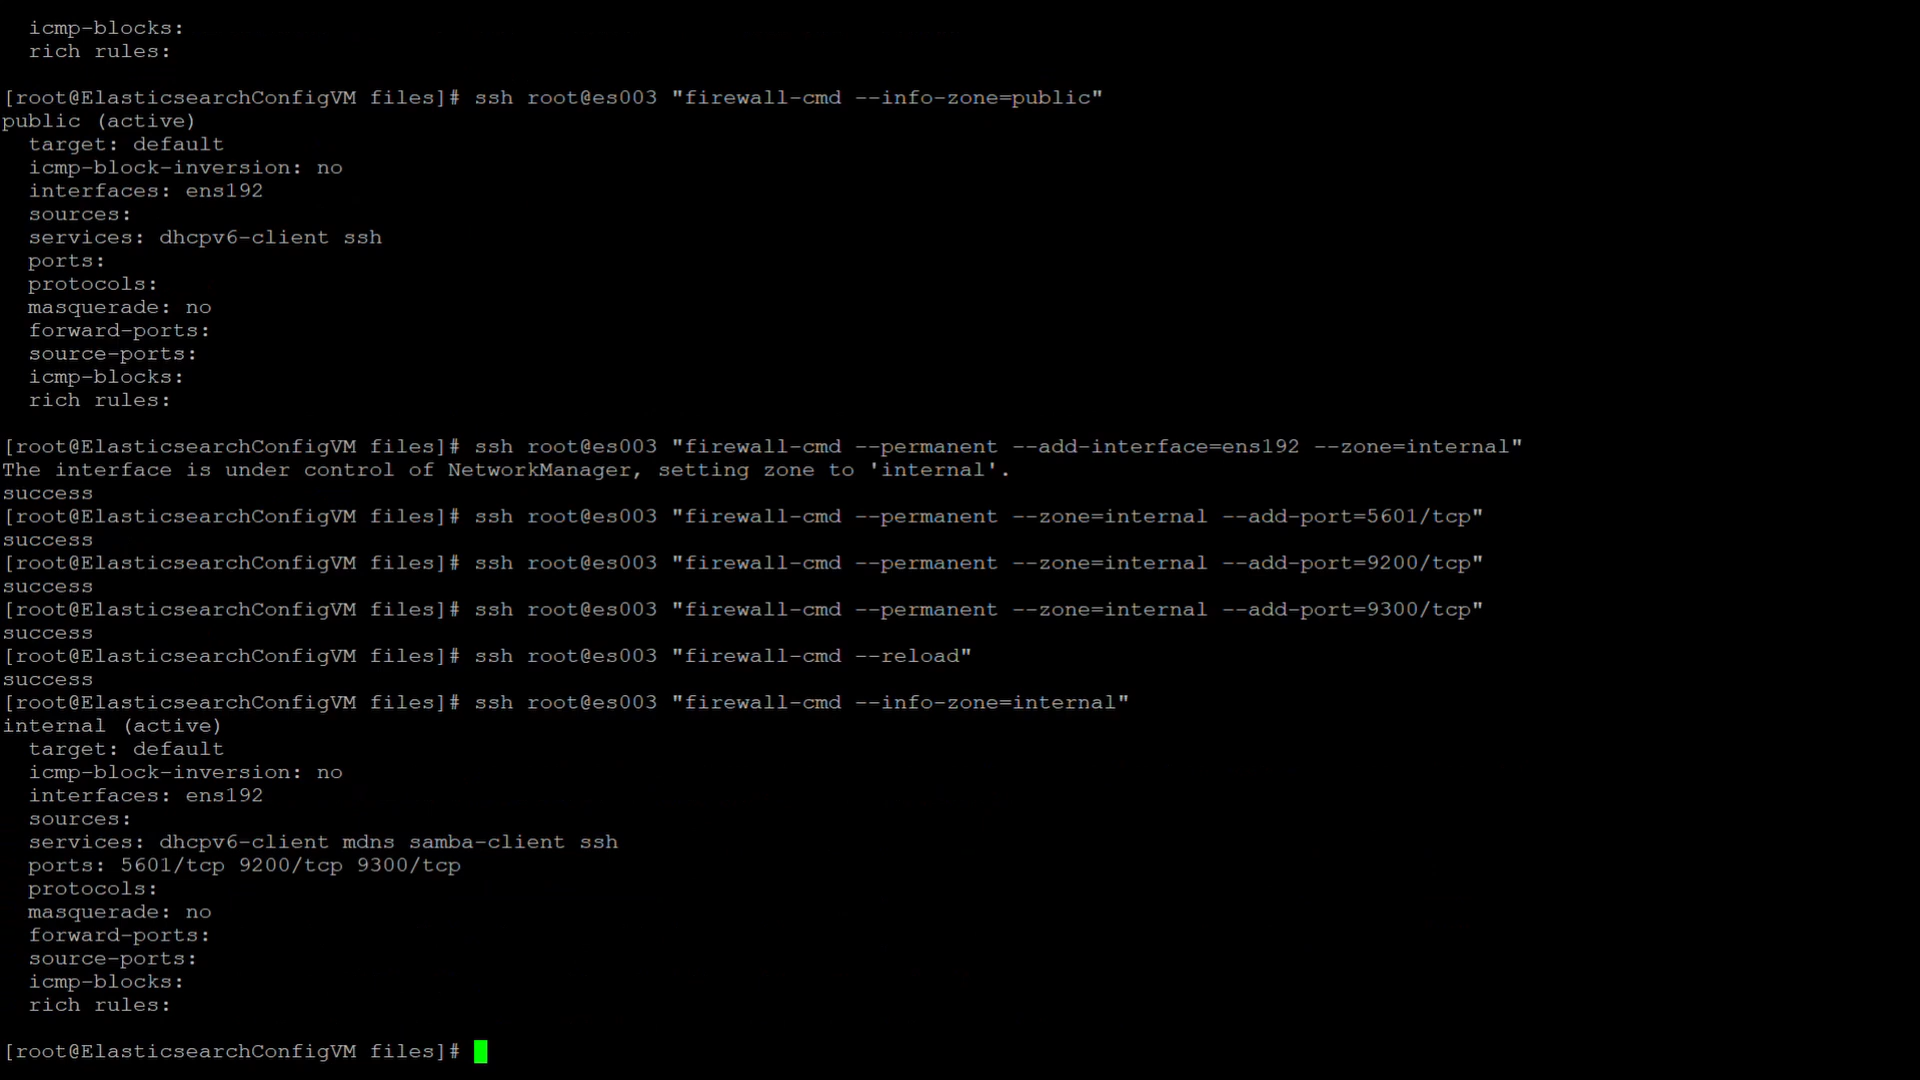 icmp-blocks:
rich rules:
[root@ElasticsearchConfigVM files]# ssh root@es003 "firewall-cmd --info-zone=public"
public (active)
target: default
icmp-block-inversion: no
interfaces: ens192
sources:
services: dhcpv6-client ssh
ports:
protocols:
masquerade: no
forward-ports:
source-ports:
icmp-blocks:
rich rules:
[root@ElasticsearchConfigVM files]# ssh root@es003 "firewall-cmd --permanent --add-interface=ens192 --zone=internal"
The interface is under control of NetworkManager, setting zone to 'internal'.
success
[root@ElasticsearchConfigVM files]# ssh root@es003 "firewall-cmd --permanent --zone=internal --add-port=5601/tcp"
success
[root@ElasticsearchConfigVM files]# ssh root@es003 "firewall-cmd --permanent --zone=internal --add-port=9200/tcp"
success
[root@ElasticsearchConfigVM files]# ssh root@es003 "firewall-cmd --permanent --zone=internal --add-port=9300/tcp"
success
[root@ElasticsearchConfigVM files]# ssh root@es003 "firewall-cmd --reload"
success
[root@ElasticsearchConfigVM files]# ssh root@es003 "firewall-cmd --info-zone=internal"
internal (active)
target: default
icmp-block-inversion: no
interfaces: ens192
sources:
services: dhcpv6-client mdns samba-client ssh
ports: 5601/tcp 9200/tcp 9300/tcp
protocols:
masquerade: no
forward-ports:
source-ports:
icmp-blocks:
rich rules:
[root@ElasticsearchConfigVM files]#